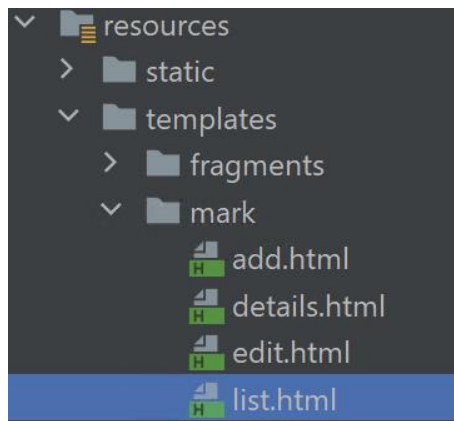 resources
static
templates
fragments
mark
add.html
details.html
edit.html
list.html